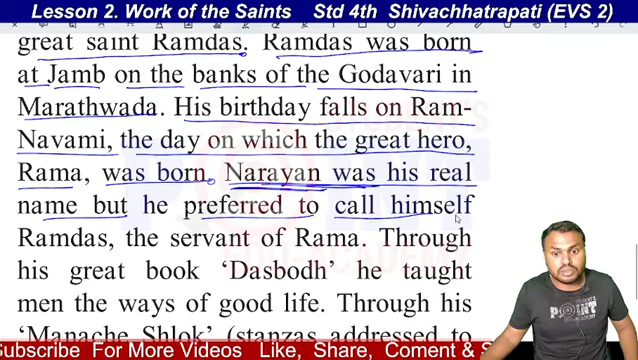 Lesson 2. Work of the Saints Std 4th Shivachhatrapati (EVS 2)
great saint Ramdas. Ramdas was born
at Jamb on the banks of the Godavari in
Marathwada. His birthday falls on Ram-
Navami, the day on which the great hero,
Rama, was born. Narayan was his real
name but he preferred to call himself
Ramdas, the servant of Rama. Through
his great book ‘Dasbodh’ he taught
men the ways of good life. Through his
‘Manache Shlok’ (stanzas addressed to
POINT
Subscribe For More Videos Like, Share, Coment & S